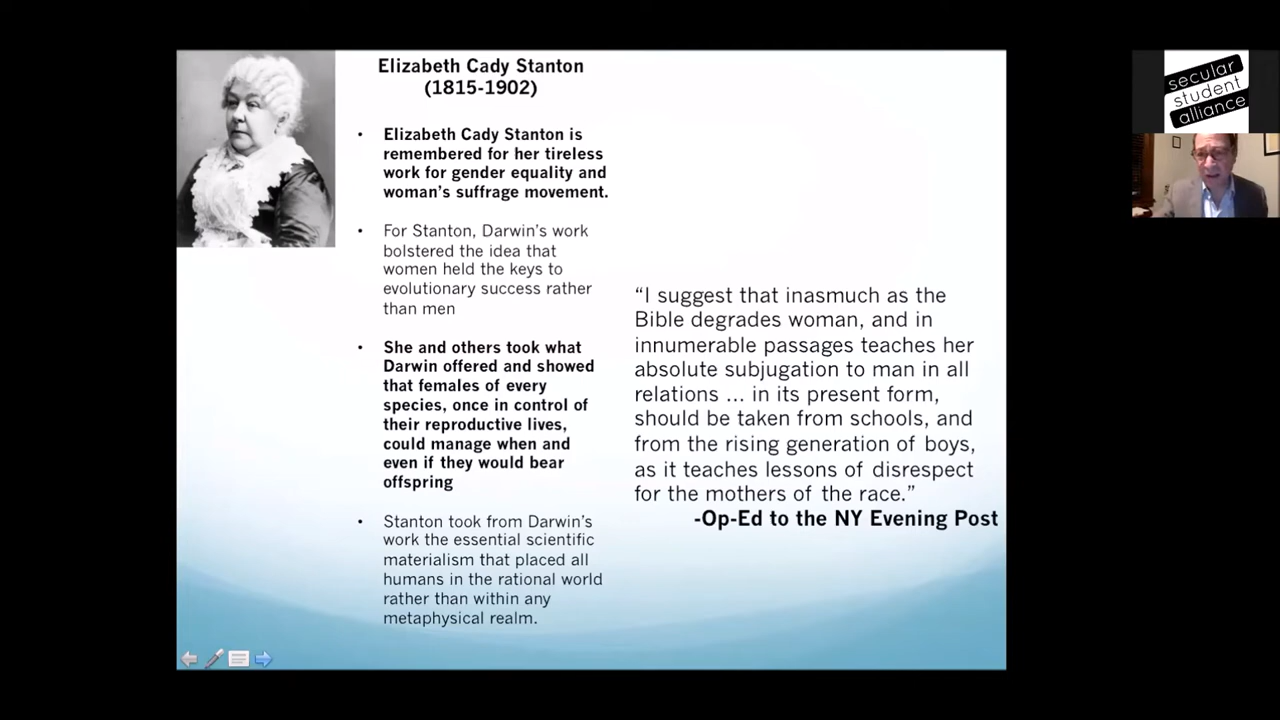 Elizabeth Cady Stanton
(1815-1902)
• Elizabeth Cady Stanton is
remembered for her tireless
work for gender equality and
woman's suffrage movement.
• For Stanton, Darwin's work
bolstered the idea that
women held the keys to
evolutionary success rather
than men
• She and others took what
Darwin offered and showed
that females of every
species, once in control of
their reproductive lives,
could manage when and
even if they would bear
offspring
• Stanton took from Darwin's
work the essential scientific
materialism that placed all
humans in the rational world
rather than within any
metaphysical realm.
“I suggest that inasmuch as the
Bible degrades woman, and in
innumerable passages teaches her
absolute subjugation to man in all
relations ... in its present form,
should be taken from schools, and
from the rising generation of boys,
as it teaches lessons of disrespect
for the mothers of the race.”
-Op-Ed to the NY Evening Post
secular
student
alliance